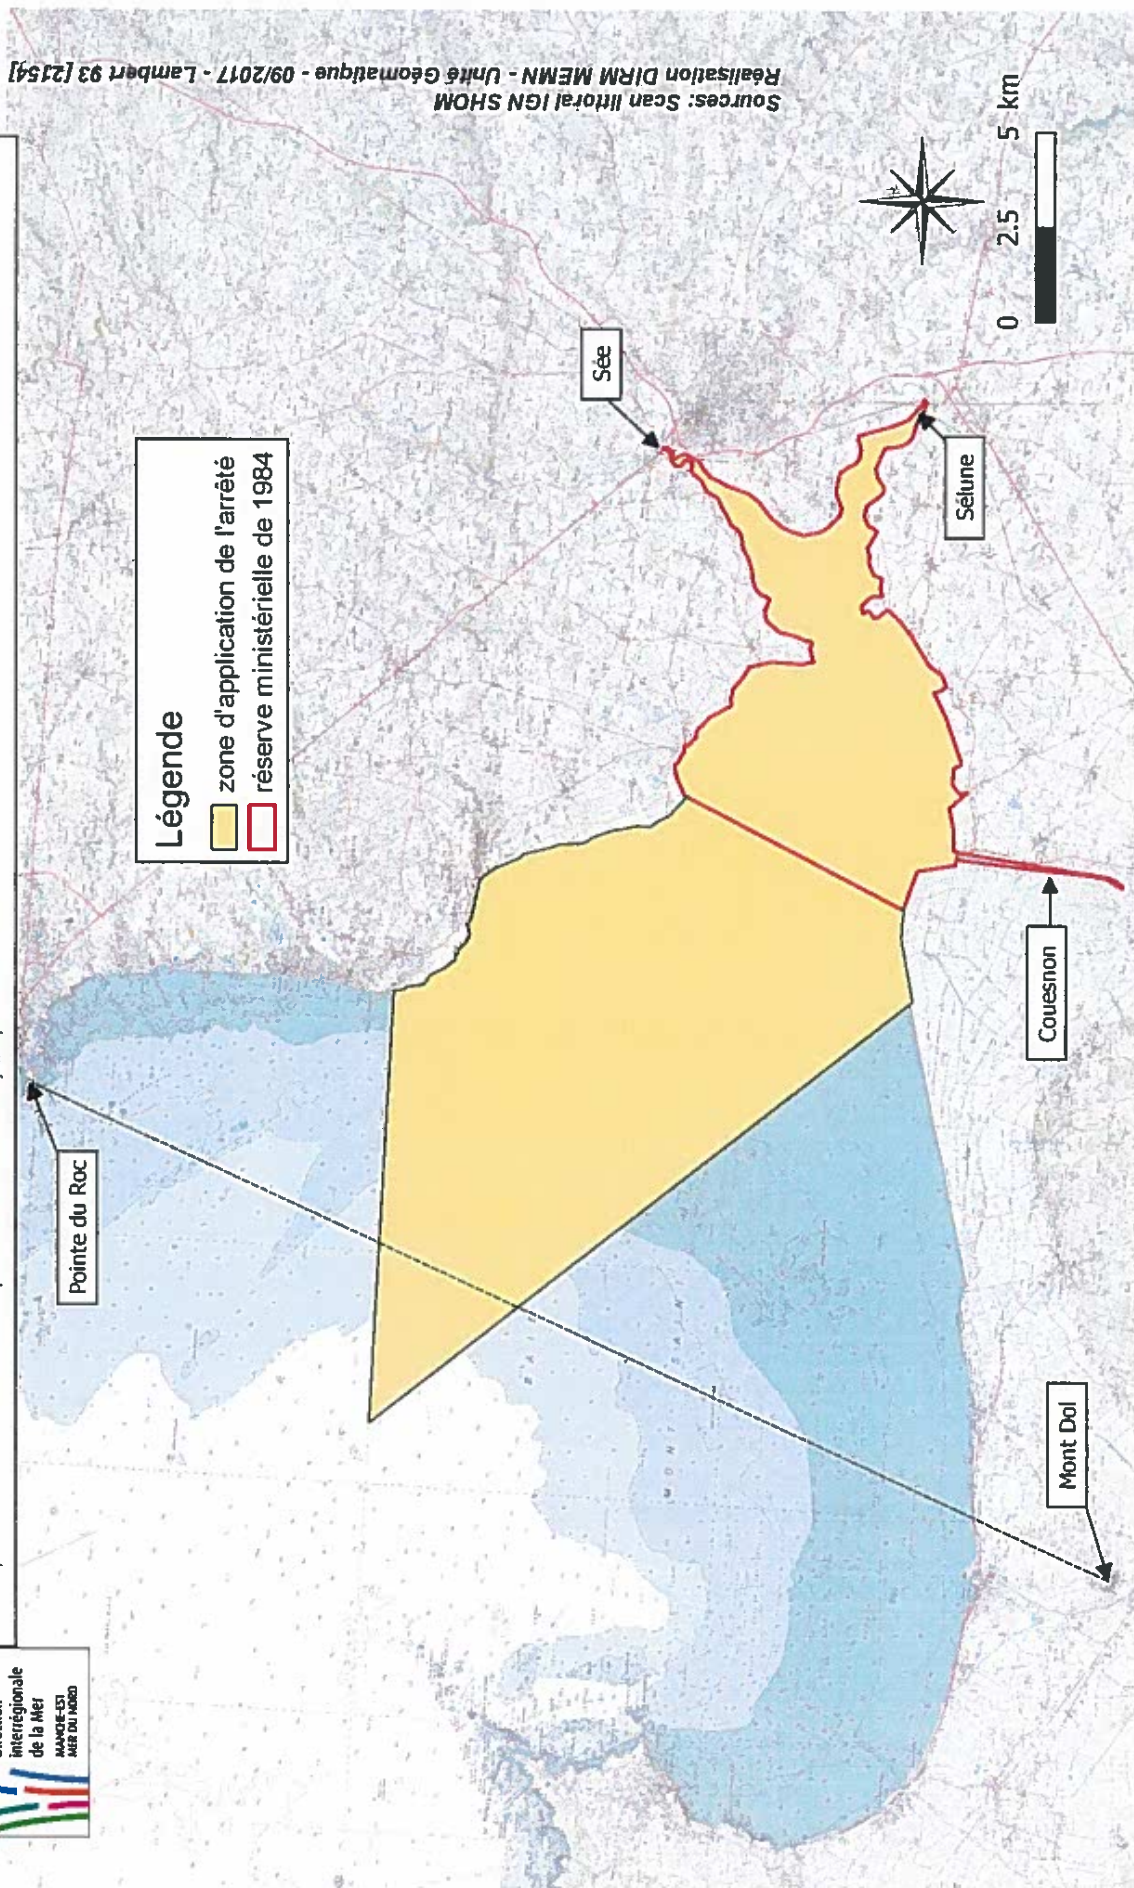 interrégionale
de la Mer
MANCHE-EST
MER DU NORD
Pointe du Roc
Légende
zone d'application de l'arrêté
réserve ministérielle de 1984
Sée
Sélune
Couesnon
Mont Dol
MONT SAIN
0 2.5 5 km
Sources: Scan littoral IGN SHOM
Réalisation DIRM MEMN - Unité Géomatique - 09/2017 - Lambert 93 [2154]